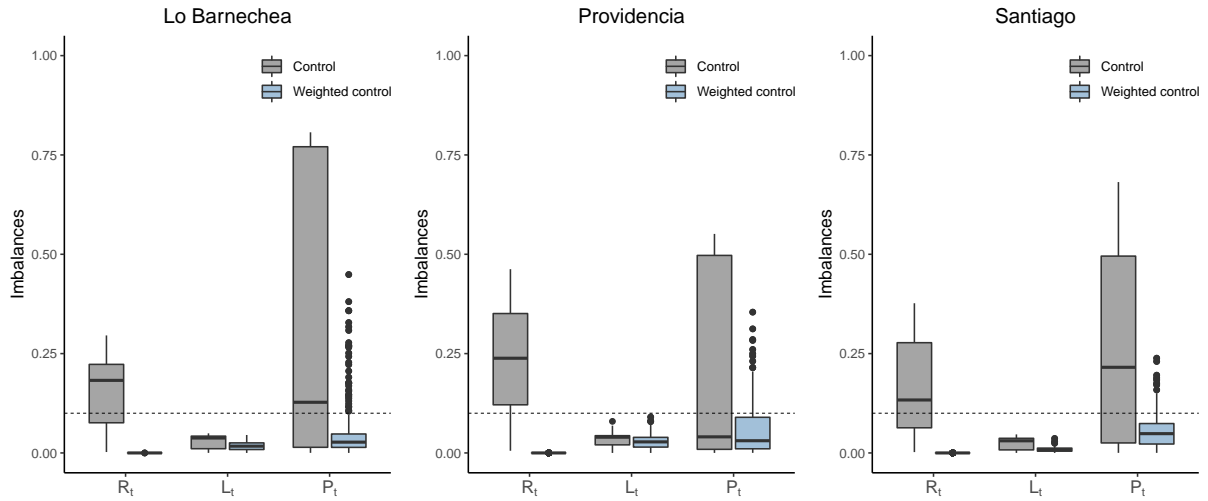 Lo Barnechea
Imbalances
1.00
0.75
0.50
0.25
0.00
Control
Weighted control
Rt
Lt
Pt
Providencia
Imbalances
1.00
0.75
0.50
0.25
0.00
Control
Weighted control
Rt
Lt
Pt
Santiago
Imbalances
1.00
0.75
0.50
0.25
0.00
Control
Weighted control
Rt
Lt
Pt